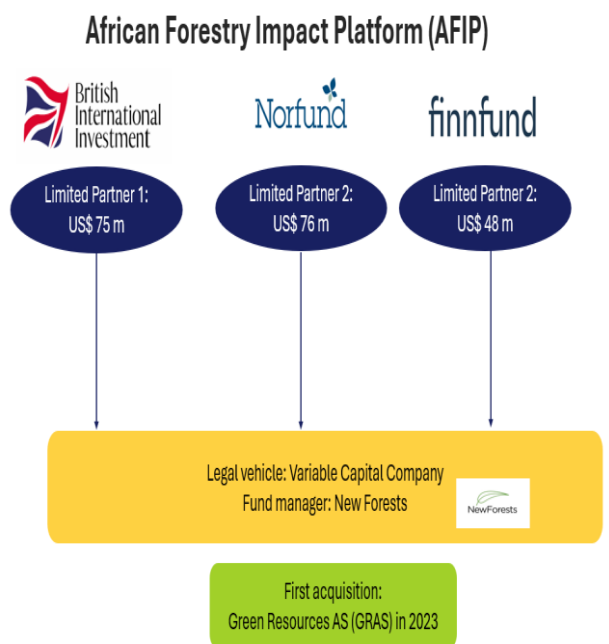 African Forestry Impact Platform (AFIP)
British
International
Investment
Norfund
finnfund
Limited Partner 1:
US$ 75 m
Limited Partner 2:
US$ 76 m
Limited Partner 2:
US$ 48 m
Legal vehicle: Variable Capital Company
Fund manager: New Forests
NewForests
First acquisition:
Green Resources AS (GRAS) in 2023